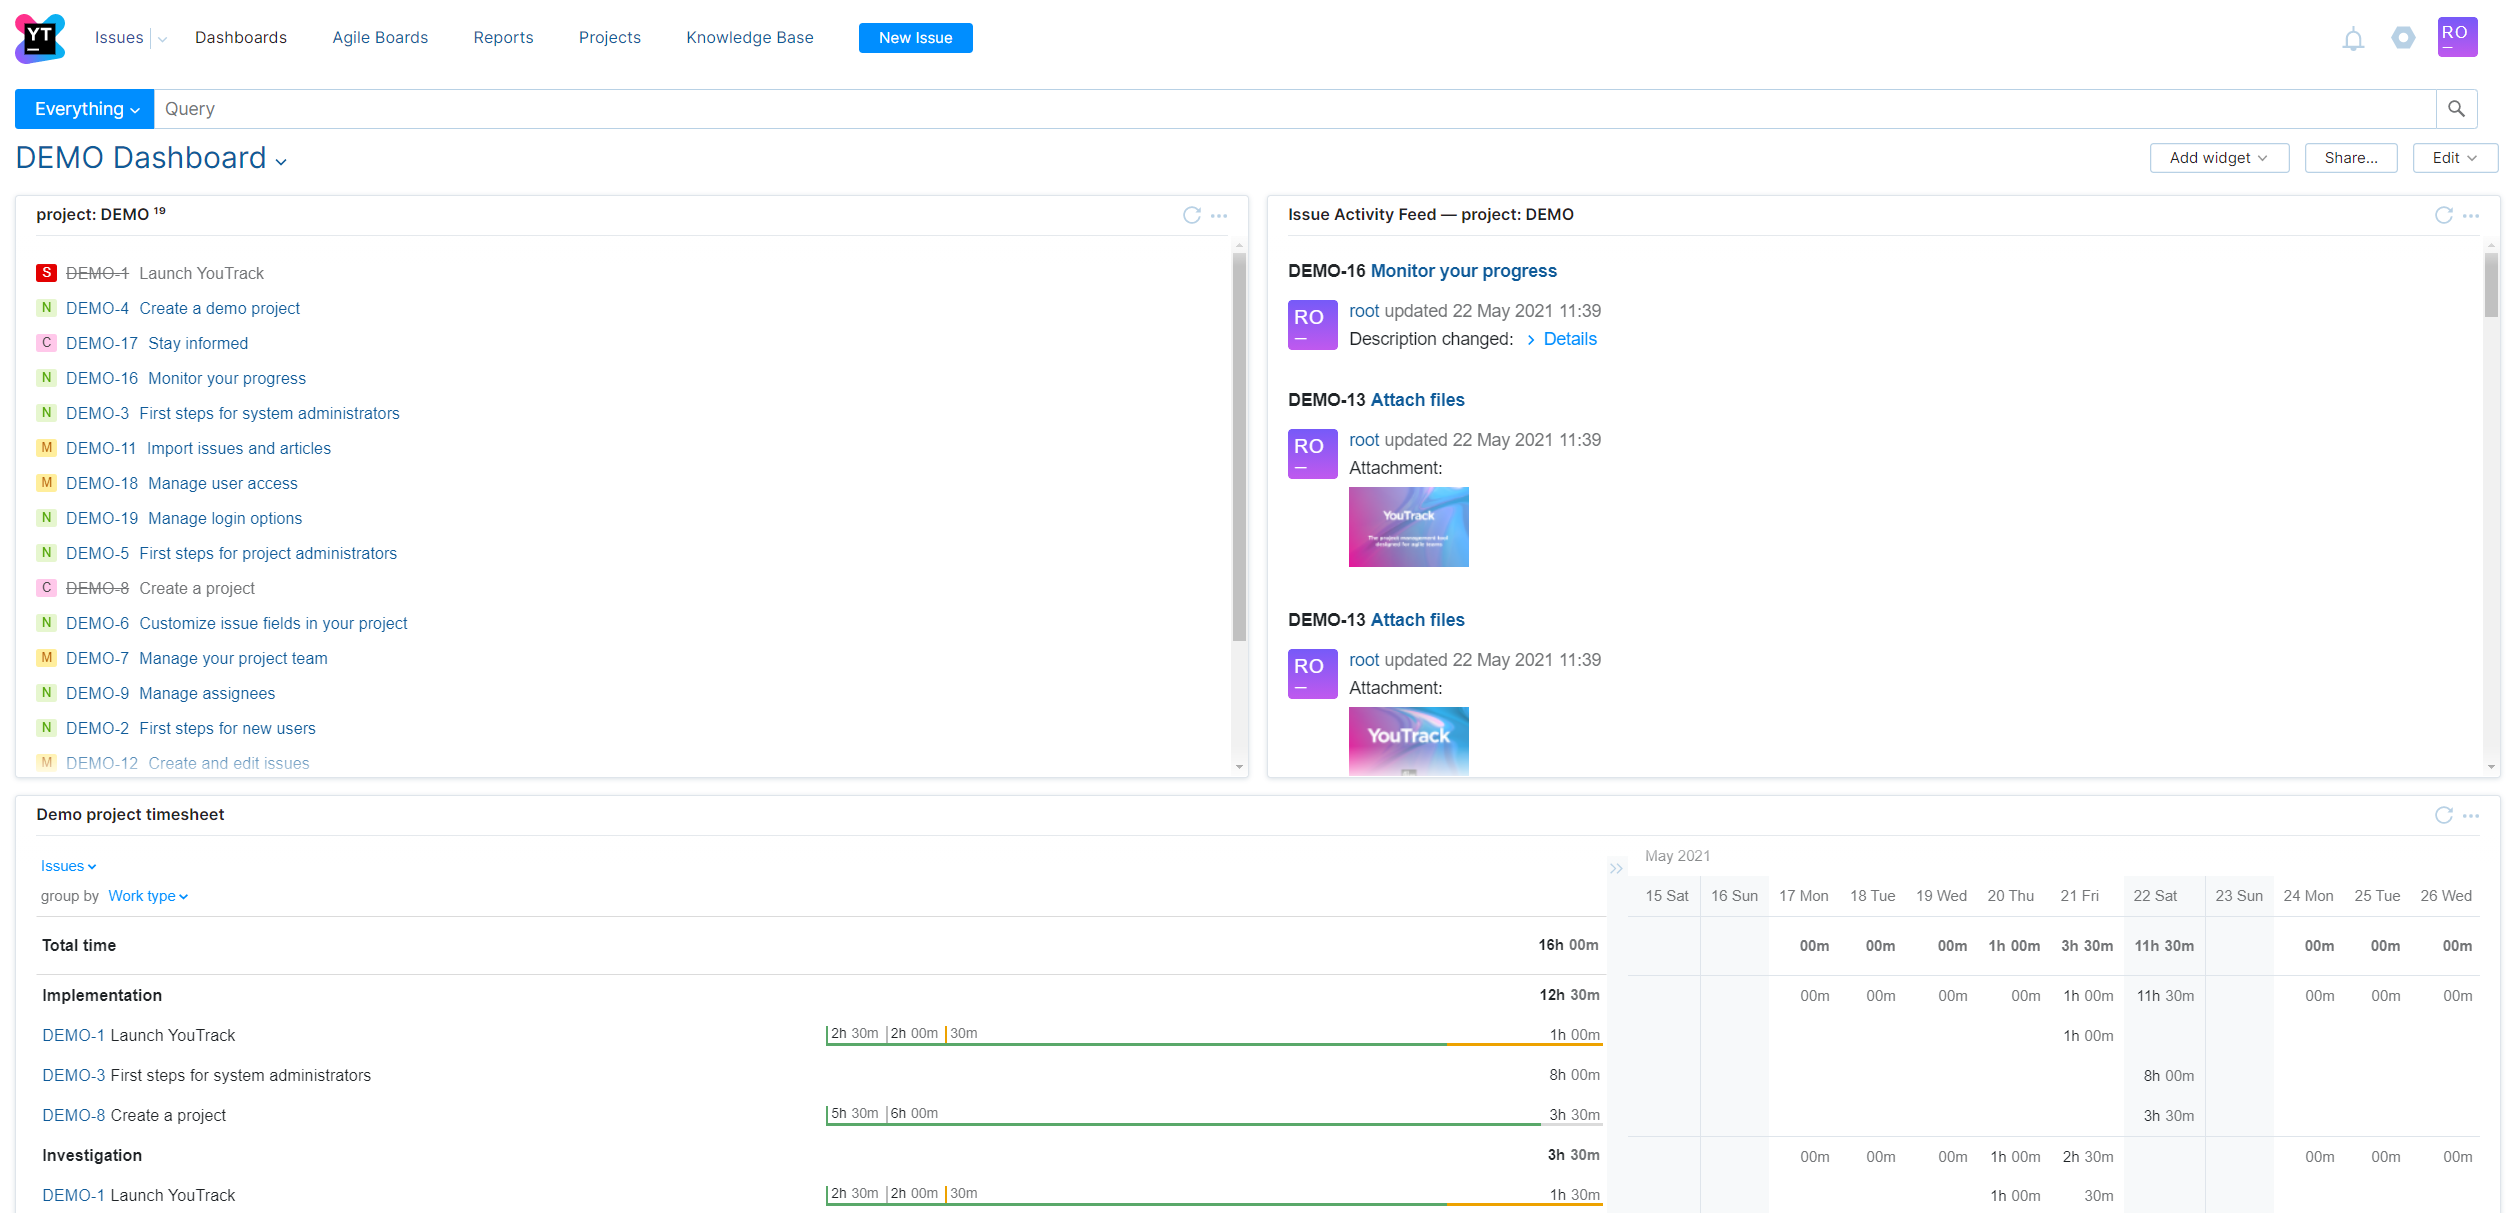 YT
Issues Dashboards Agile Boards Reports Projects Knowledge Base New Issue RO
Everything Query
DEMO Dashboard Add widget Share... Edit
project: DEMO 19
S DEMO-1 Launch YouTrack
N DEMO-4 Create a demo project
C DEMO-17 Stay informed
N DEMO-16 Monitor your progress
N DEMO-3 First steps for system administrators
M DEMO-11 Import issues and articles
M DEMO-18 Manage user access
N DEMO-19 Manage login options
N DEMO-5 First steps for project administrators
C DEMO-8 Create a project
N DEMO-6 Customize issue fields in your project
M DEMO-7 Manage your project team
N DEMO-9 Manage assignees
N DEMO-2 First steps for new users
M DEMO-12 Create and edit issues
Issue Activity Feed — project: DEMO
DEMO-16 Monitor your progress
RO
root updated 22 May 2021 11:39
Description changed: Details
DEMO-13 Attach files
RO
root updated 22 May 2021 11:39
Attachment:
YouTrack
The project management tool
designed for agile teams
DEMO-13 Attach files
RO
root updated 22 May 2021 11:39
Attachment:
YouTrack
Demo project timesheet
Issues May 2021
group by Work type 15 Sat 16 Sun 17 Mon 18 Tue 19 Wed 20 Thu 21 Fri 22 Sat 23 Sun 24 Mon 25 Tue 26 Wed
Total time 16h 00m 00m 00m 00m 1h 00m 3h 30m 11h 30m 00m 00m 00m
Implementation 12h 30m 00m 00m 00m 00m 1h 00m 11h 30m 00m 00m 00m
DEMO-1 Launch YouTrack 2h 30m 2h 00m 30m 1h 00m 1h 00m
DEMO-3 First steps for system administrators 8h 00m 8h 00m
DEMO-8 Create a project 5h 30m 6h 00m 3h 30m 3h 30m
Investigation 3h 30m 00m 00m 00m 1h 00m 2h 30m 00m 00m 00m
DEMO-1 Launch YouTrack 2h 30m 2h 00m 30m 1h 30m 1h 00m 30m